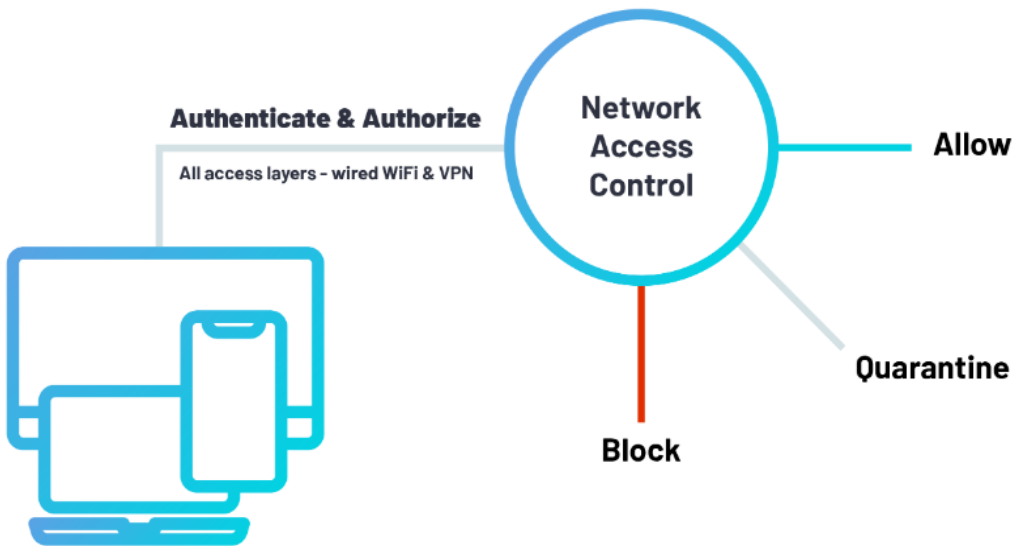 Authenticate & Authorize
All access layers - wired WiFi & VPN
Network
Access
Control
Allow
Quarantine
Block